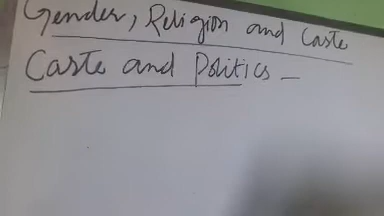 Gender, Religion and Caste
Caste and Politics -